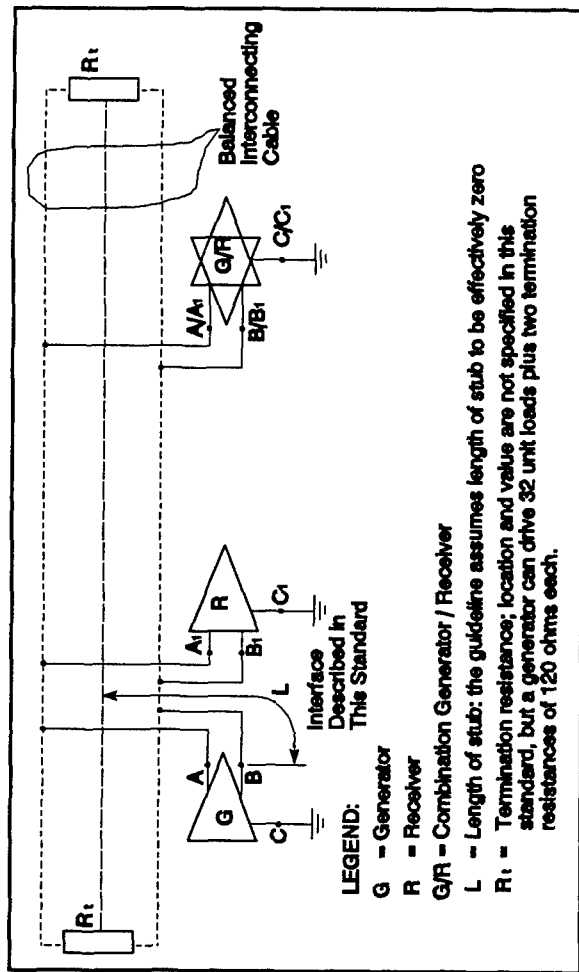 Rt
Rt
Balanced
Interconnecting
Cable
A
B
G
C
L
A1
B1
R
C1
Interface
Described in
This Standard
A/A1
B/B1
G/R
C/C1
LEGEND:
G = Generator
R = Receiver
G/R = Combination Generator / Receiver
L = Length of stub: the guideline assumes length of stub to be effectively zero
Rt = Termination resistance; location and value are not specified in this
standard, but a generator can drive 32 unit loads plus two termination
resistances of 120 ohms each.